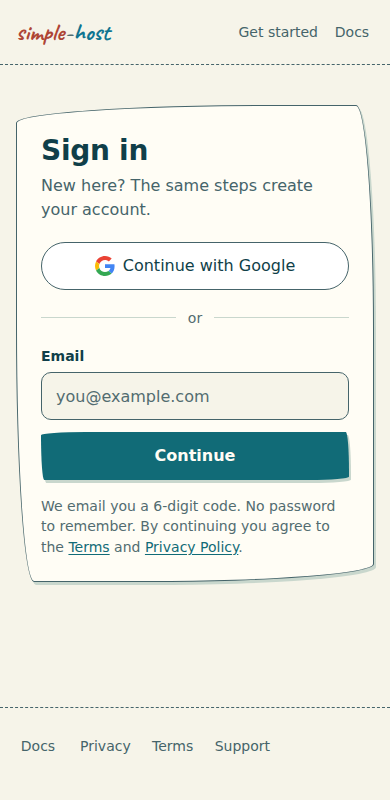 simple-host
Get started
Docs
Sign in
New here? The same steps create
your account.
Continue with Google
or
Email
you@example.com
Continue
We email you a 6-digit code. No password
to remember. By continuing you agree to
the Terms and Privacy Policy.
Docs
Privacy
Terms
Support